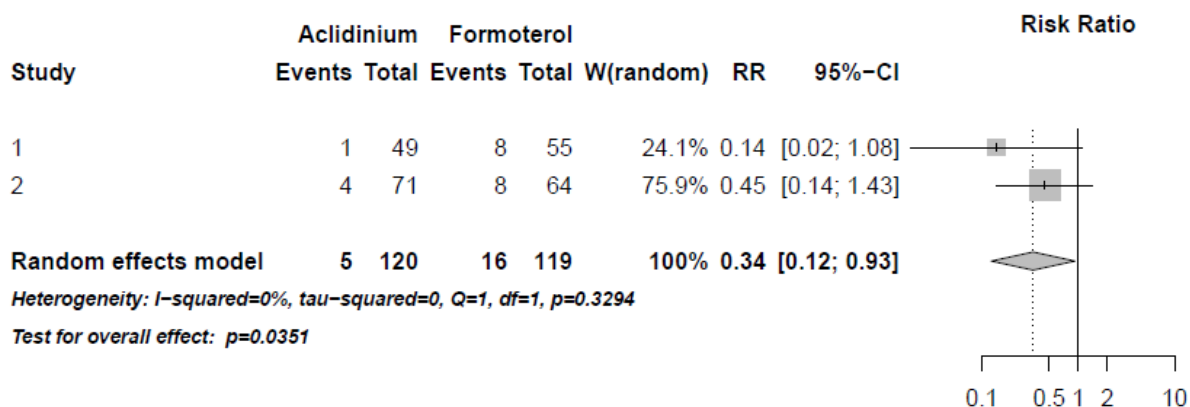 Risk Ratio
Aclidinium Formoterol
Study Events Total Events Total W(random) RR 95%−CI
1 1 49 8 55 24.1% 0.14 [0.02; 1.08]
2 4 71 8 64 75.9% 0.45 [0.14; 1.43]
Random effects model 5 120 16 119 100% 0.34 [0.12; 0.93]
Heterogeneity: I−squared=0%, tau−squared=0, Q=1, df=1, p=0.3294
Test for overall effect: p=0.0351
0.1 0.5 1 2 10